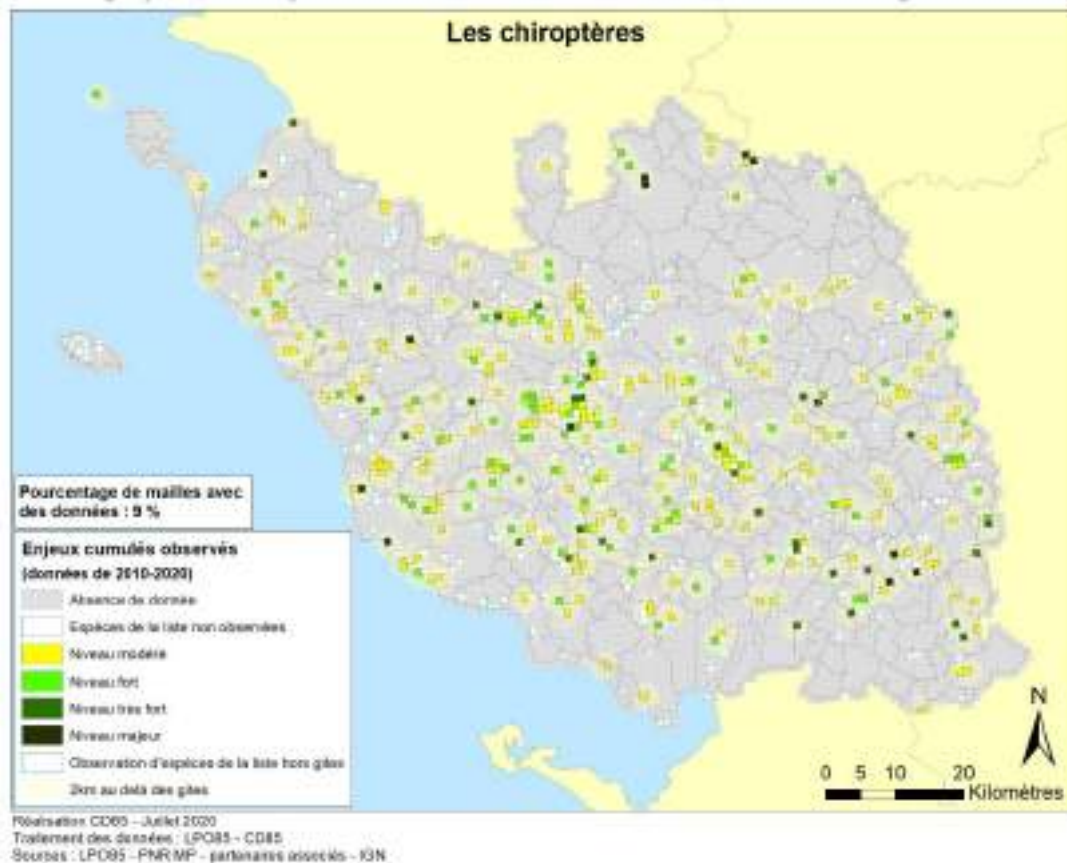 Les chiroptères
Pourcentage de mailles avec
des données : 9 %
Enjeux cumulés observés
(données de 2010-2020)
Absence de donnée
Espèces de la liste non observées
Niveau modéré
Niveau fort
Niveau très fort
Niveau majeur
Observation d'espèces de la liste hors gîtes
2km au delà des gîtes
N
0 5 10 20
Kilomètres
Réalisation CD85 - Juillet 2020
Traitement des données : LPO85 - CD85
Sources : LPO85 - PNR MP - partenaires associés - IGN